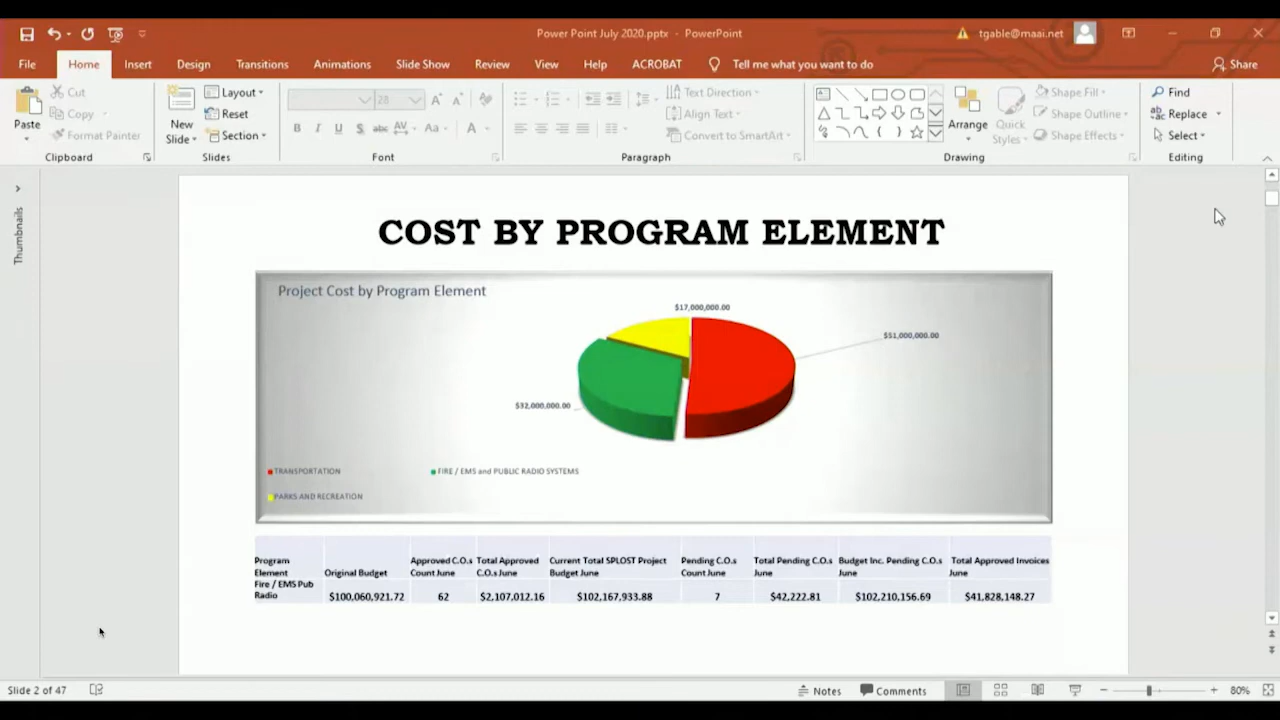 Power Point July 2020.pptx - PowerPoint
tgable@maai.net
File Home Insert Design Transitions Animations Slide Show Review View Help ACROBAT Tell me what you want to do Share
Paste
Cut
Copy
Format Painter
Clipboard
New Slide
Layout
Reset
Section
Slides
28
B I U S abc AV Aa A
Font
Text Direction
Align Text
Convert to SmartArt
Paragraph
Arrange
Quick Styles
Shape Fill
Shape Outline
Shape Effects
Drawing
Find
Replace
Select
Editing
Thumbnails
COST BY PROGRAM ELEMENT
Project Cost by Program Element
$17,000,000.00
$51,000,000.00
$32,000,000.00
TRANSPORTATION
FIRE / EMS and PUBLIC RADIO SYSTEMS
PARKS AND RECREATION
Program Element
Original Budget
Approved C.O.s Count June
Total Approved C.O.s June
Current Total SPLOST Project Budget June
Pending C.O.s Count June
Total Pending C.O.s June
Budget Inc. Pending C.O.s June
Total Approved Invoices June
Fire / EMS Pub Radio
$100,060,921.72 62 $2,107,012.16 $102,167,933.88 7 $42,222.81 $102,210,156.69 $41,828,148.27
Slide 2 of 47
Notes
Comments
80%